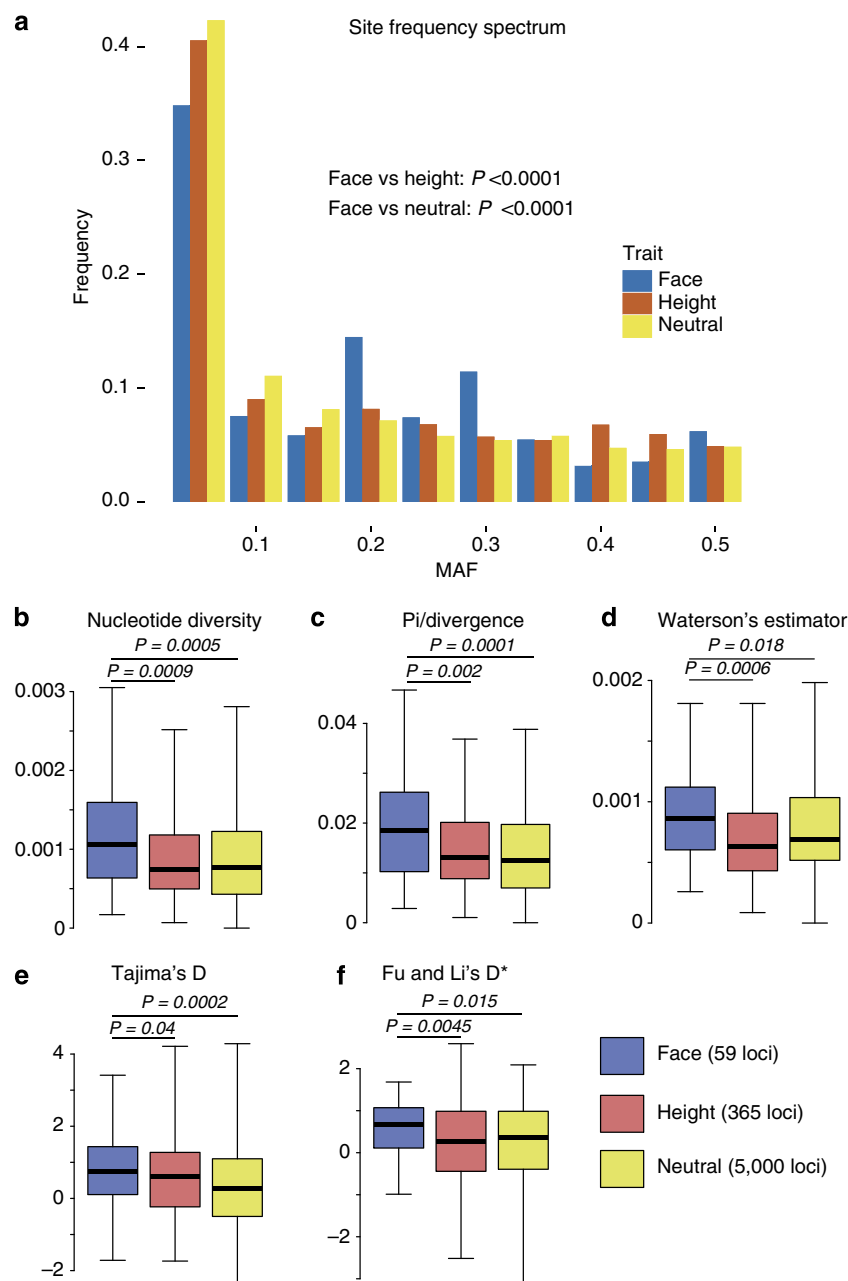 a
Site frequency spectrum
0.4
0.3
0.2
0.1
0.0
Frequency
Face vs height: P <0.0001
Face vs neutral: P <0.0001
Trait
Face
Height
Neutral
0.1 0.2 0.3 0.4 0.5
MAF
b Nucleotide diversity
P = 0.0005
P = 0.0009
0.003
0.002
0.001
0
c Pi/divergence
P = 0.0001
P = 0.002
0.04
0.02
0
d Waterson's estimator
P = 0.018
P = 0.0006
0.002
0.001
0
e Tajima's D
P = 0.0002
P = 0.04
4
2
0
–2
f Fu and Li's D*
P = 0.015
P = 0.0045
2
0
–2
Face (59 loci)
Height (365 loci)
Neutral (5,000 loci)